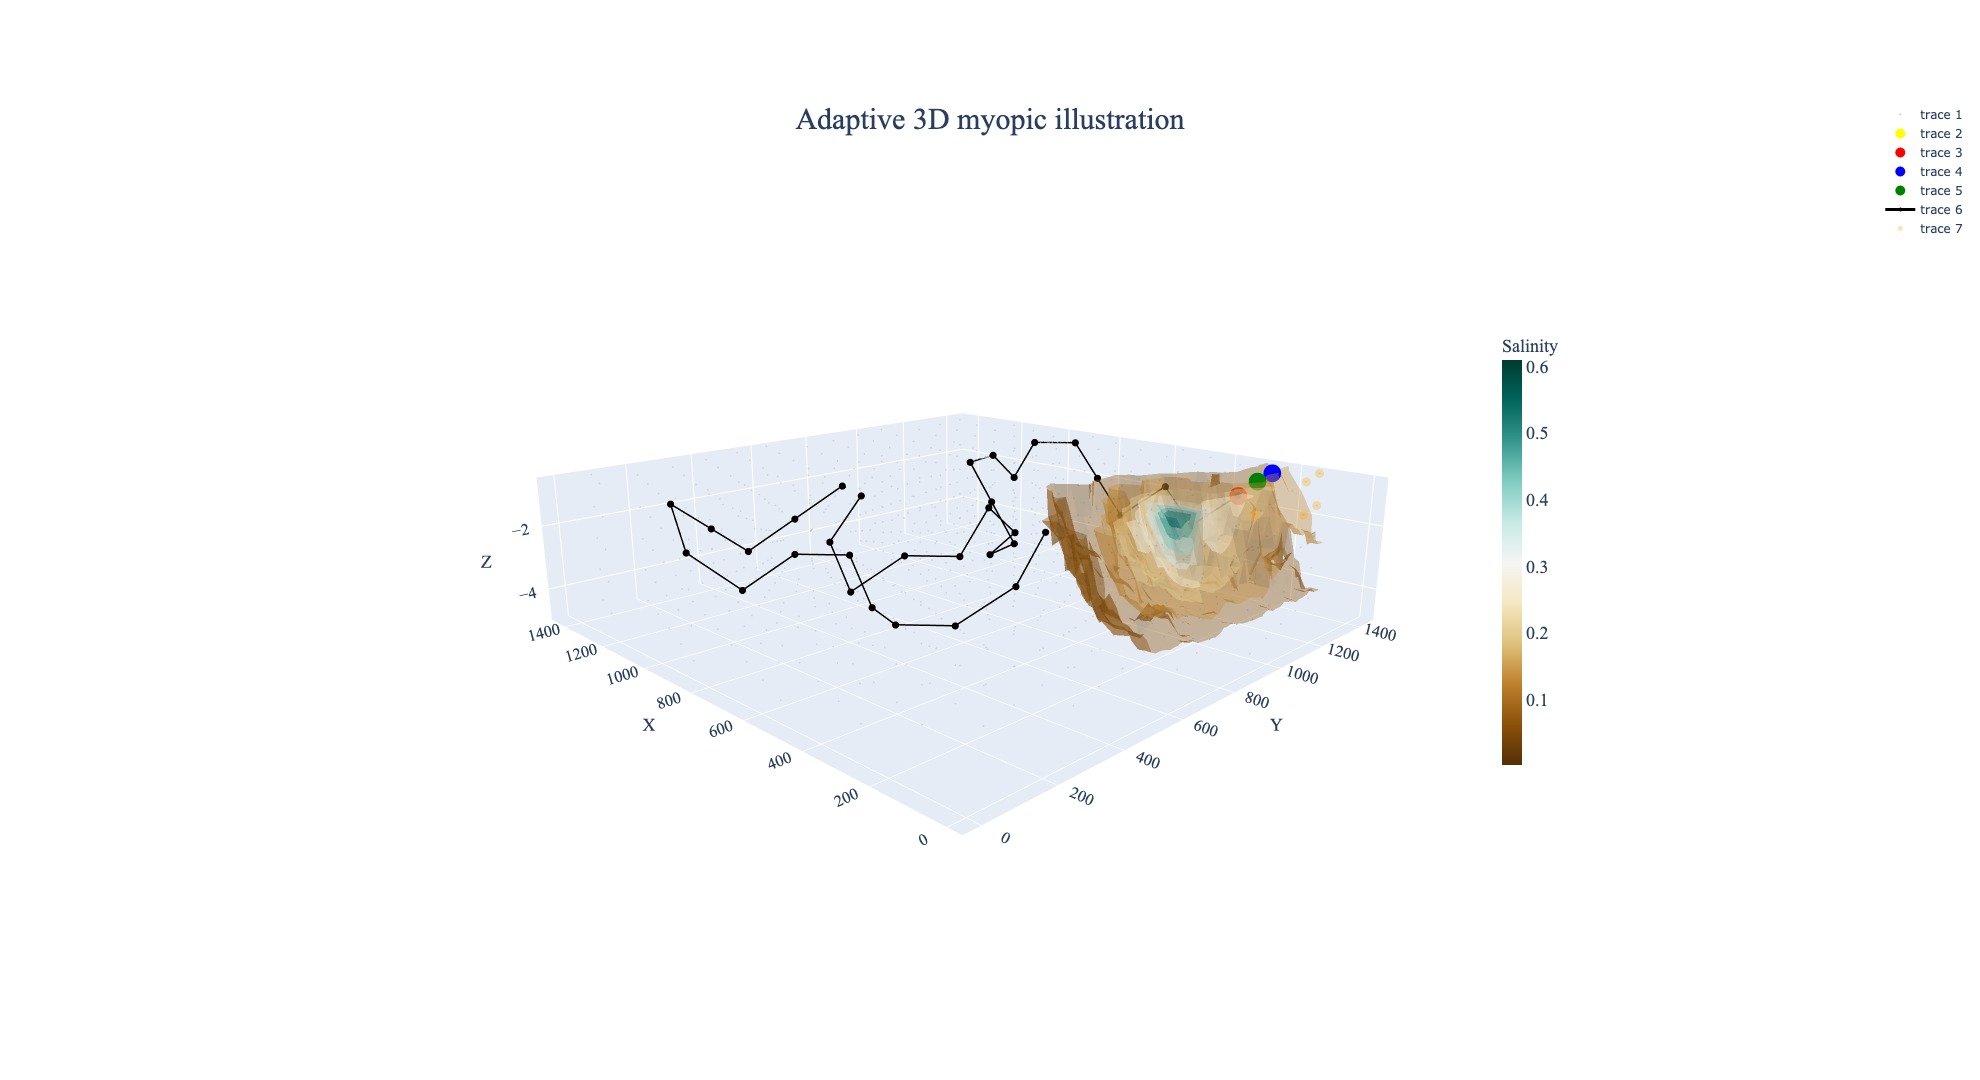 Adaptive 3D myopic illustration
trace 1
trace 2
trace 3
trace 4
trace 5
trace 6
trace 7
Salinity
0.6
0.5
0.4
0.3
0.2
0.1
Z
−2
−4
X
1400
1200
1000
800
600
400
200
0
Y
0
200
400
600
800
1000
1200
1400